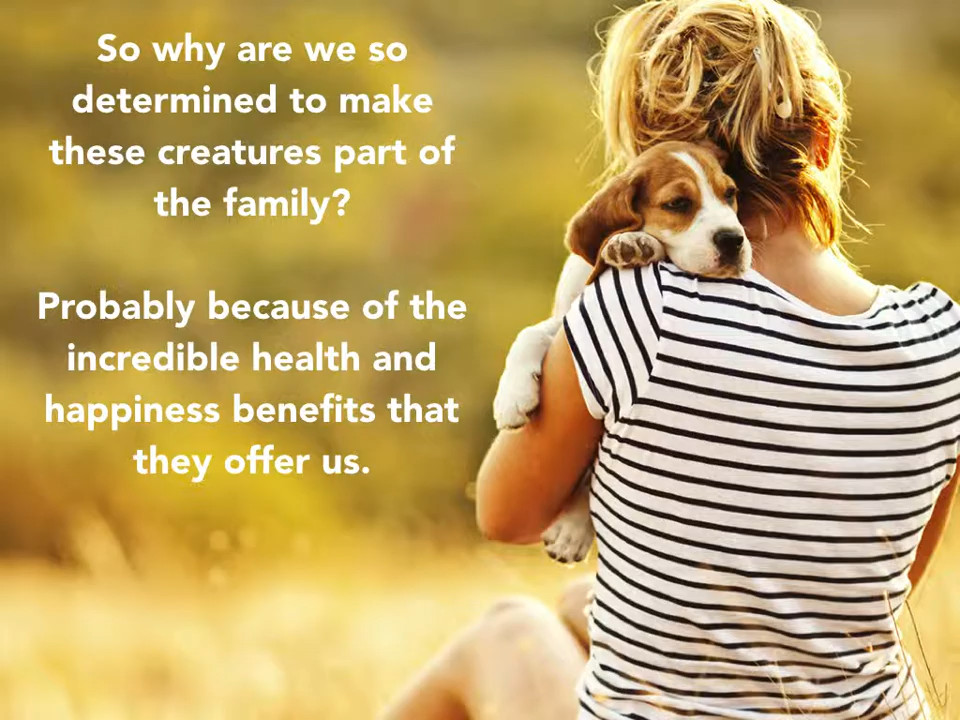 So why are we so
determined to make
these creatures part of
the family?
Probably because of the
incredible health and
happiness benefits that
they offer us.